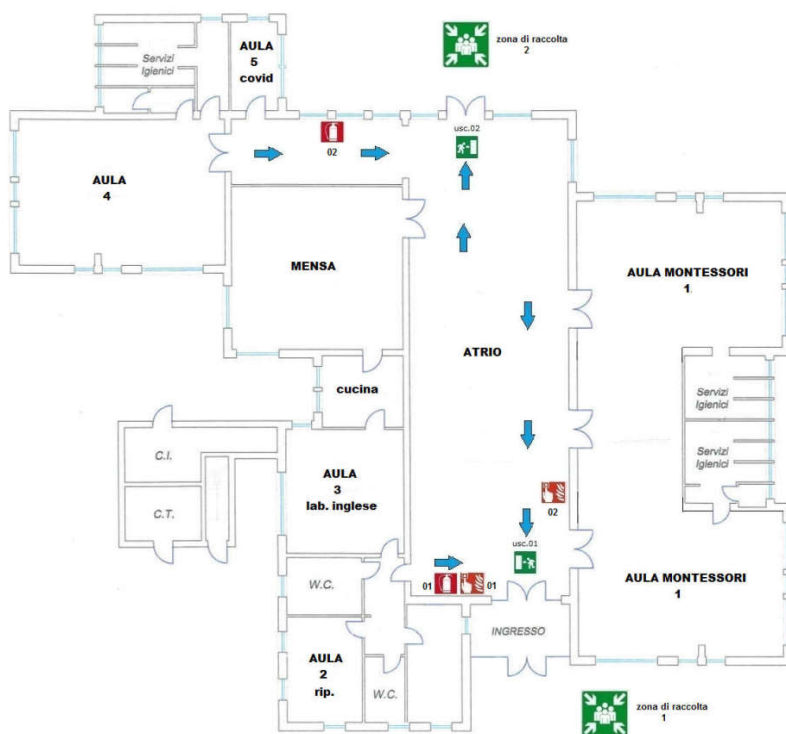 zona di raccolta
2
Servizi
Igienici
AULA
5
covid
usc.02
02
AULA
4
MENSA
AULA MONTESSORI
1
ATRIO
cucina
Servizi
Igienici
Servizi
Igienici
C.I.
AULA
3
lab. inglese
C.T.
02
usc.01
01
01
W.C.
AULA MONTESSORI
1
INGRESSO
AULA
2
rip.
W.C.
zona di raccolta
1